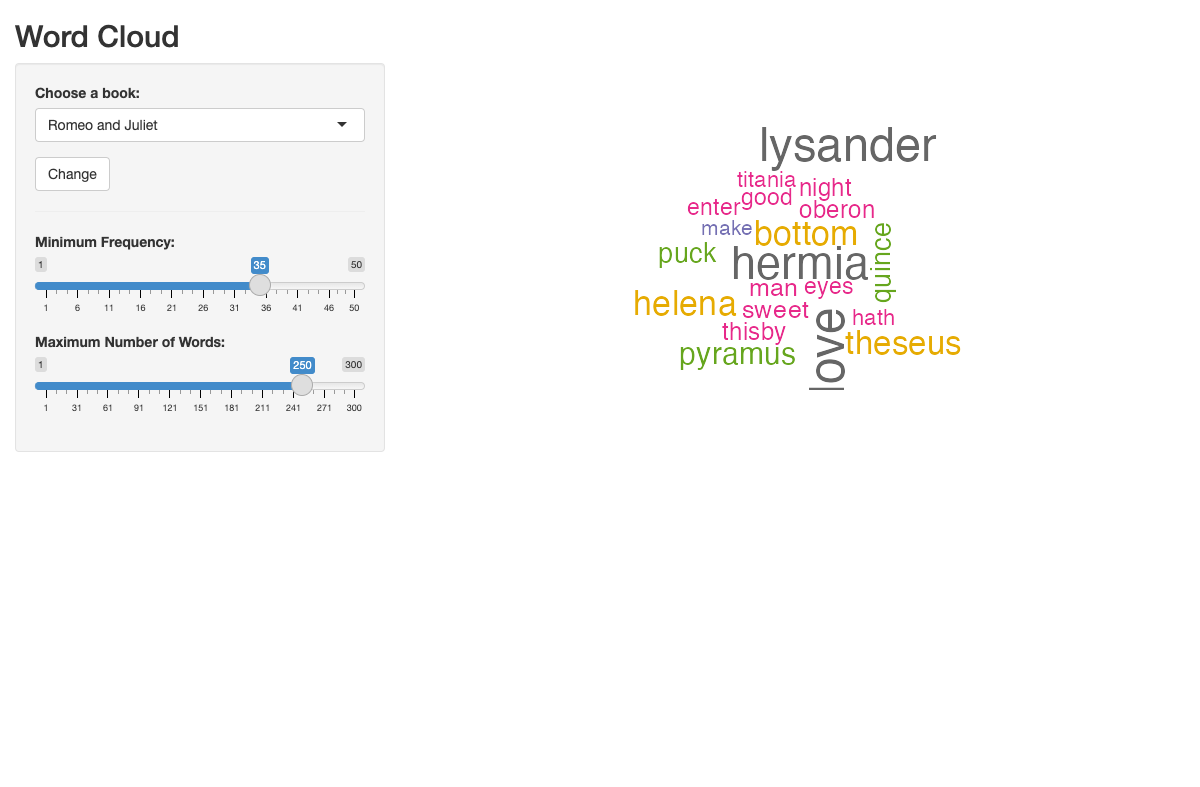 Word Cloud
Choose a book:
Romeo and Juliet
Change
Minimum Frequency:
1 35 50
1 6 11 16 21 26 31 36 41 46 50
Maximum Number of Words:
1 250 300
1 31 61 91 121 151 181 211 241 271 300
lysander
titania
night
good
enter
oberon
make
bottom
quince
puck
hermia
man
eyes
helena
sweet
hath
love
thisby
theseus
pyramus